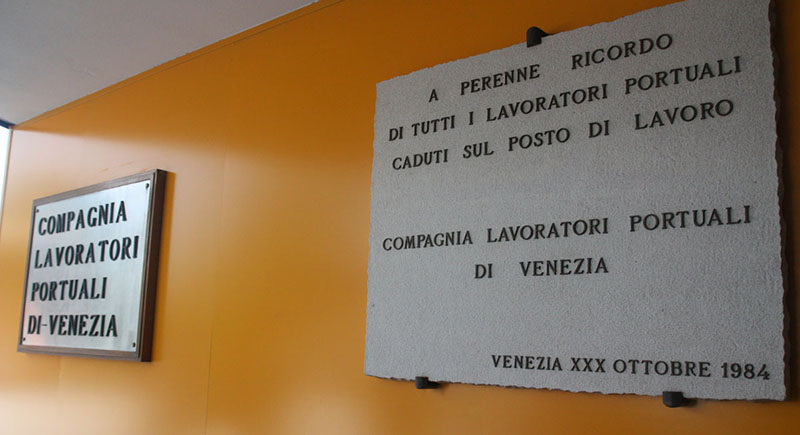 COMPAGNIA
LAVORATORI
PORTUALI
DI-VENEZIA
A PERENNE RICORDO
DI TUTTI I LAVORATORI PORTUALI
CADUTI SUL POSTO DI LAVORO
COMPAGNIA LAVORATORI PORTUALI
DI VENEZIA
VENEZIA XXX OTTOBRE 1984